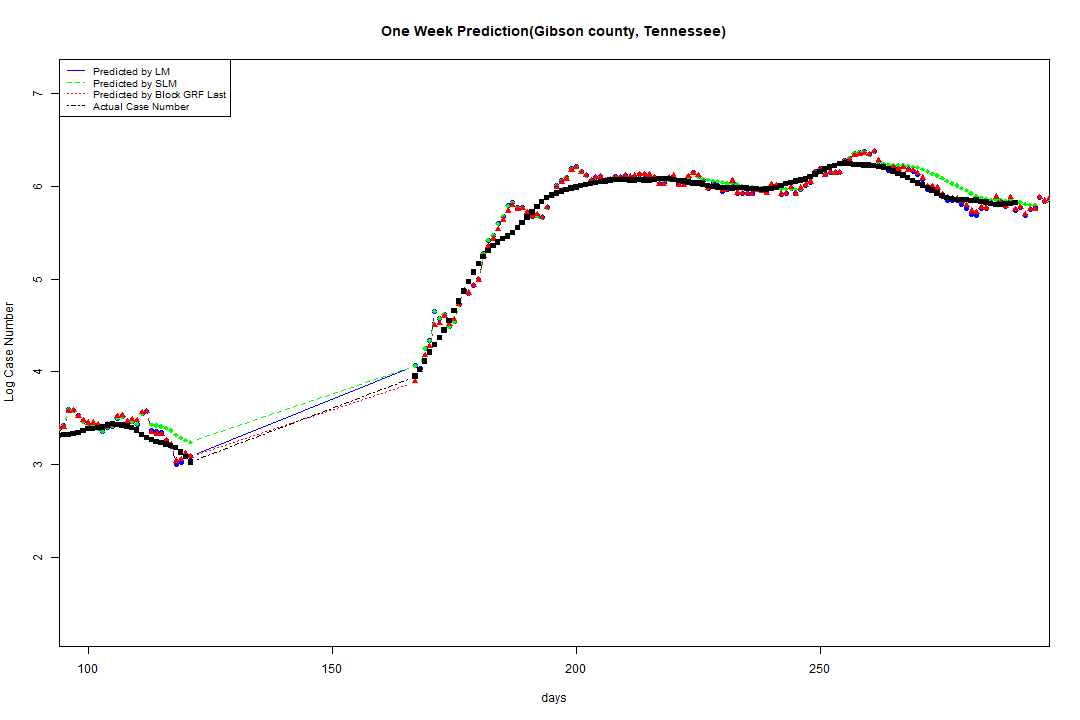 One Week Prediction(Gibson county, Tennessee)
Predicted by LM
Predicted by SLM
Predicted by Block GRF Last
Actual Case Number
7
6
5
4
3
2
Log Case Number
100 150 200 250
days